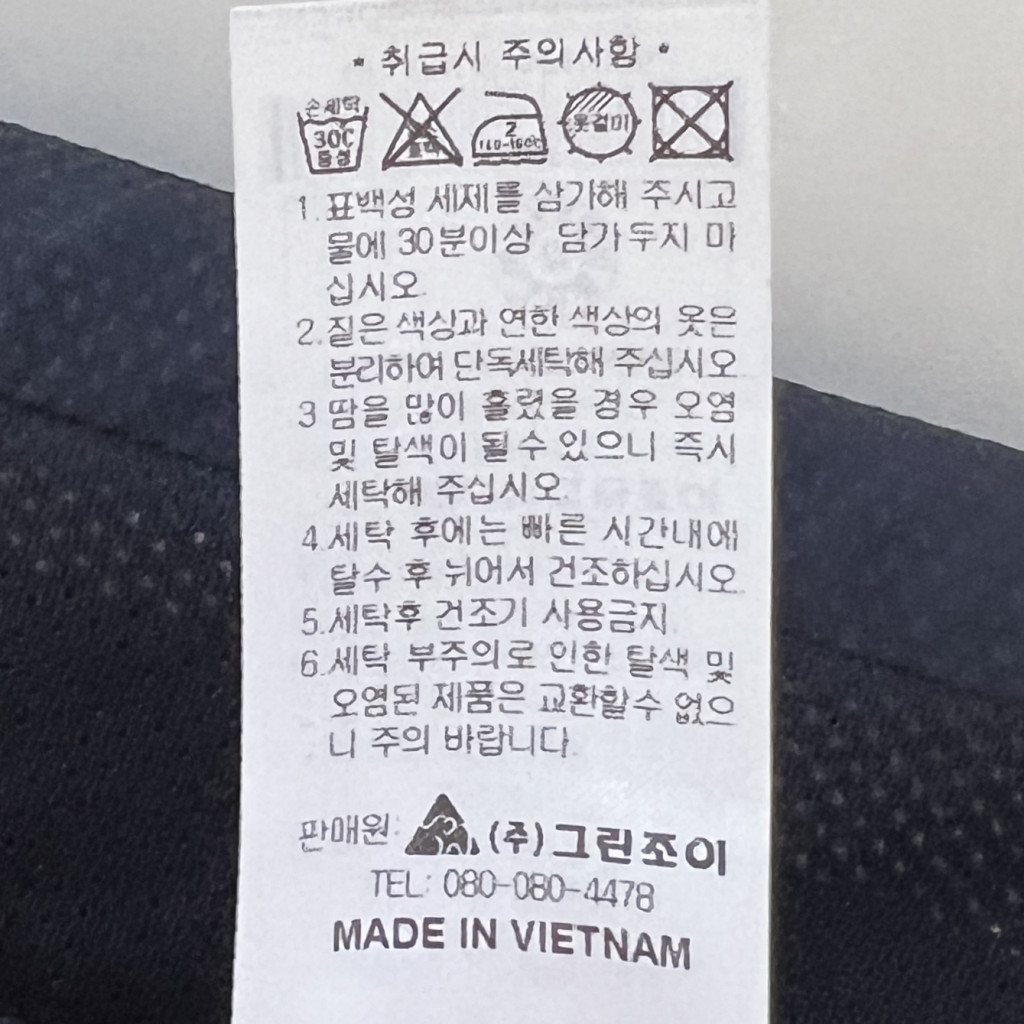 • 취급시 주의사항 •
손세탁
30℃
중성
2
옷걸이
1. 표백성 세제를 삼가해 주시고
물에 30분이상 담가두지 마
십시오.
2. 짙은 색상과 연한 색상의 옷은
분리하여 단독세탁해 주십시오.
3 땀을 많이 흘렸을 경우 오염
및 탈색이 될수 있으니 즉시
세탁해 주십시오.
4. 세탁 후에는 빠른 시간내에
탈수 후 뉘어서 건조하십시오.
5. 세탁후 건조기 사용금지.
6. 세탁 부주의로 인한 탈색 및
오염된 제품은 교환할수 없으
니 주의 바랍니다.
판매원: (주)그린조이
TEL: 080-080-4478
MADE IN VIETNAM